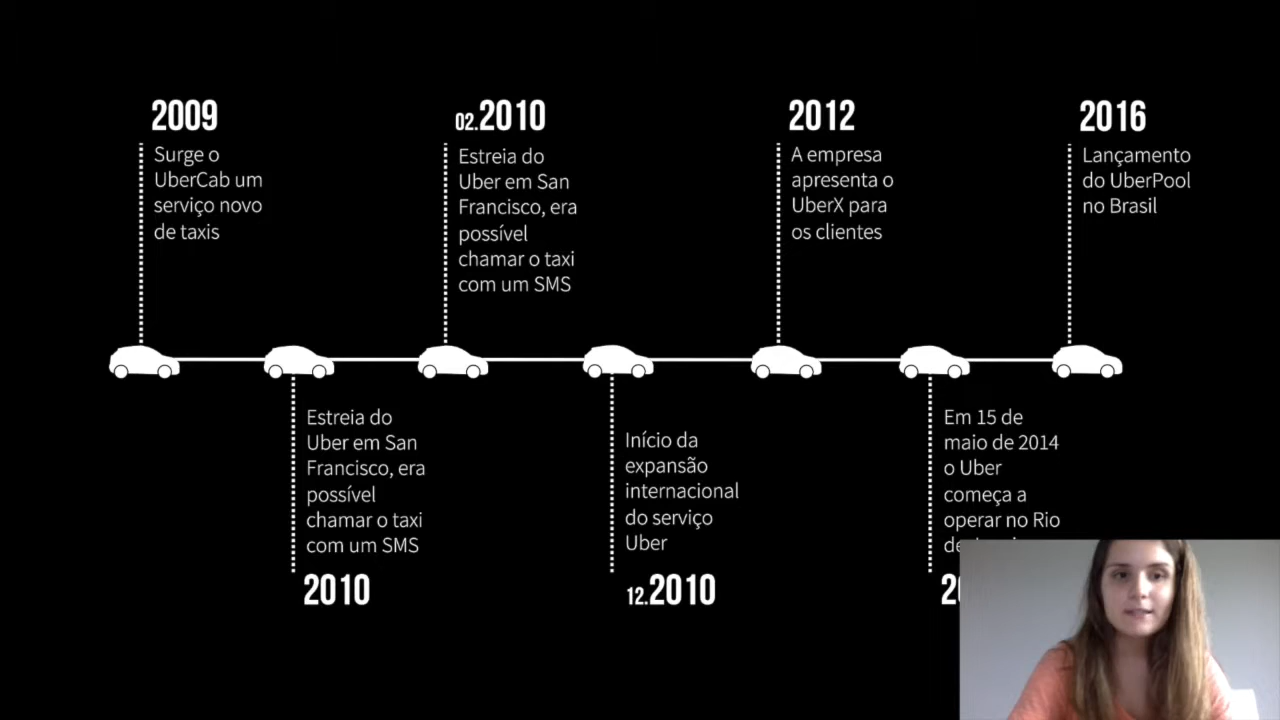 2009
Surge o
UberCab um
serviço novo
de taxis
02.2010
Estreia do
Uber em San
Francisco, era
possível
chamar o taxi
com um SMS
2012
A empresa
apresenta o
UberX para
os clientes
2016
Lançamento
do UberPool
no Brasil
Estreia do
Uber em San
Francisco, era
possível
chamar o taxi
com um SMS
2010
Início da
expansão
internacional
do serviço
Uber
12.2010
Em 15 de
maio de 2014
o Uber
começa a
operar no Rio